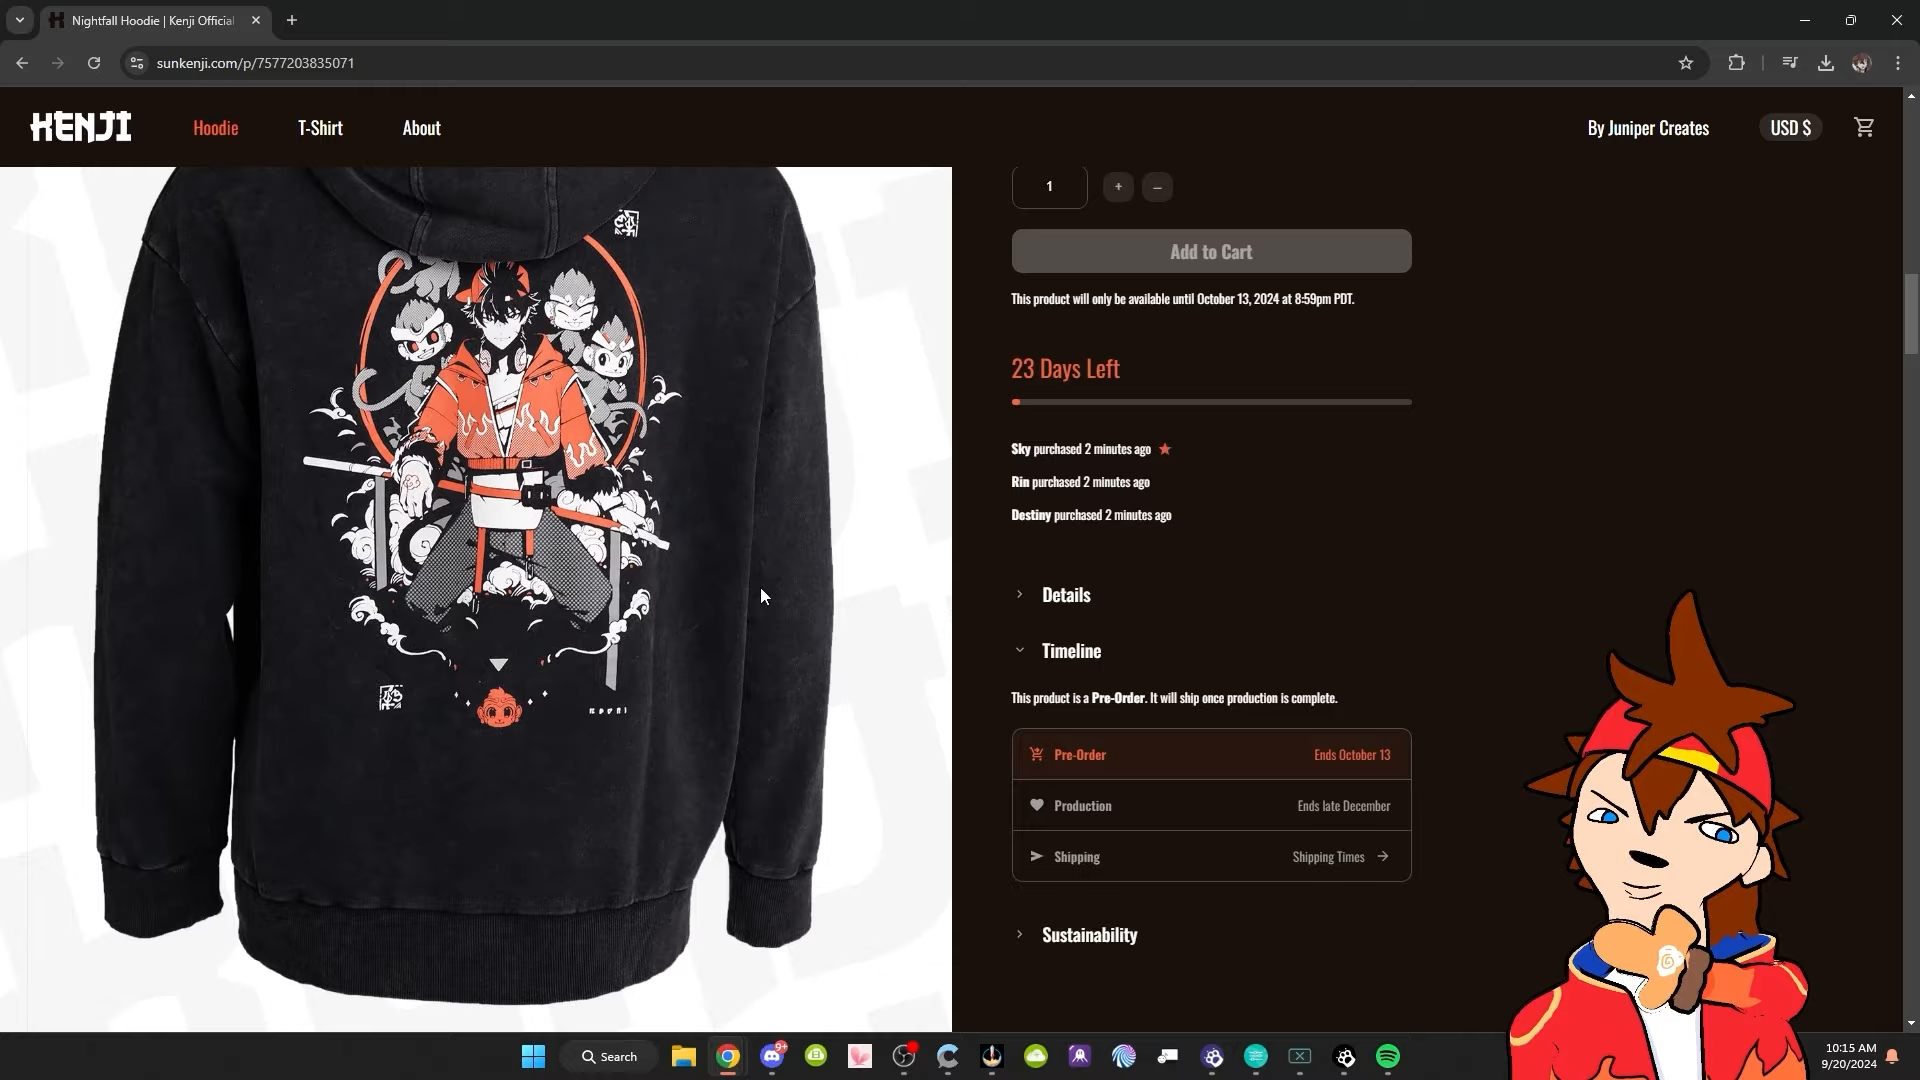 Nightfall Hoodie | Kenji Official
sunkenji.com/p/7577203835071
KENJI
Hoodie
T-Shirt
About
By Juniper Creates
USD $
1
+
–
Add to Cart
This product will only be available until October 13, 2024 at 8:59pm PDT.
23 Days Left
Sky purchased 2 minutes ago
Rin purchased 2 minutes ago
Destiny purchased 2 minutes ago
Details
Timeline
This product is a Pre-Order. It will ship once production is complete.
Pre-Order
Ends October 13
Production
Ends late December
Shipping
Shipping Times
Sustainability
Search
9+
10:15 AM
9/20/2024